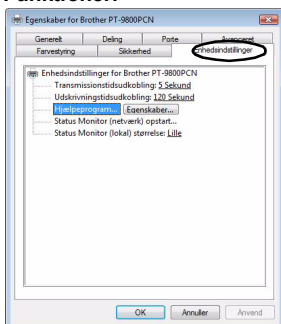 Egenskaber for Brother PT-9800PCN
Generelt Deling Porte Avanceret
Farvestyring Sikkerhed Enhedsindstillinger
Enhedsindstillinger for Brother PT-9800PCN
Transmissionstidsudkobling: 5 Sekund
Udskrivningstidsudkobling: 120 Sekund
Hjælpeprogram... Egenskaber...
Status Monitor (netværk) opstart...
Status Monitor (lokal) størrelse: Lille
OK Annuller Anvend